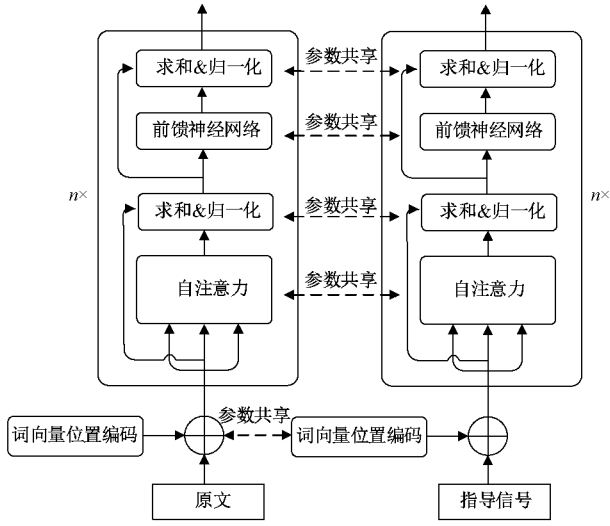 求和&归一化
参数共享
求和&归一化
前馈神经网络
参数共享
前馈神经网络
n×
求和&归一化
参数共享
求和&归一化
n×
自注意力
参数共享
自注意力
词向量位置编码
参数共享
词向量位置编码
原文
指导信号